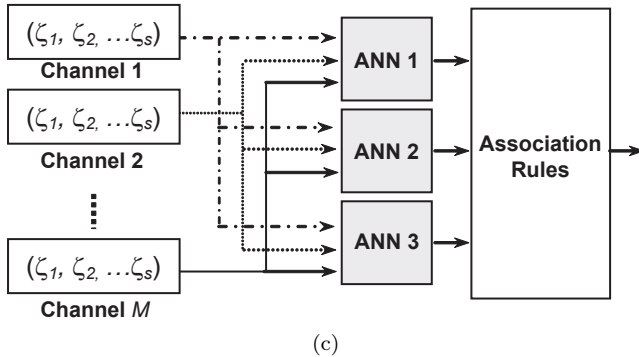 (ζ1, ζ2, ...ζs)
Channel 1
(ζ1, ζ2, ...ζs)
Channel 2
(ζ1, ζ2, ...ζs)
Channel M
ANN 1
ANN 2
ANN 3
Association
Rules
(c)